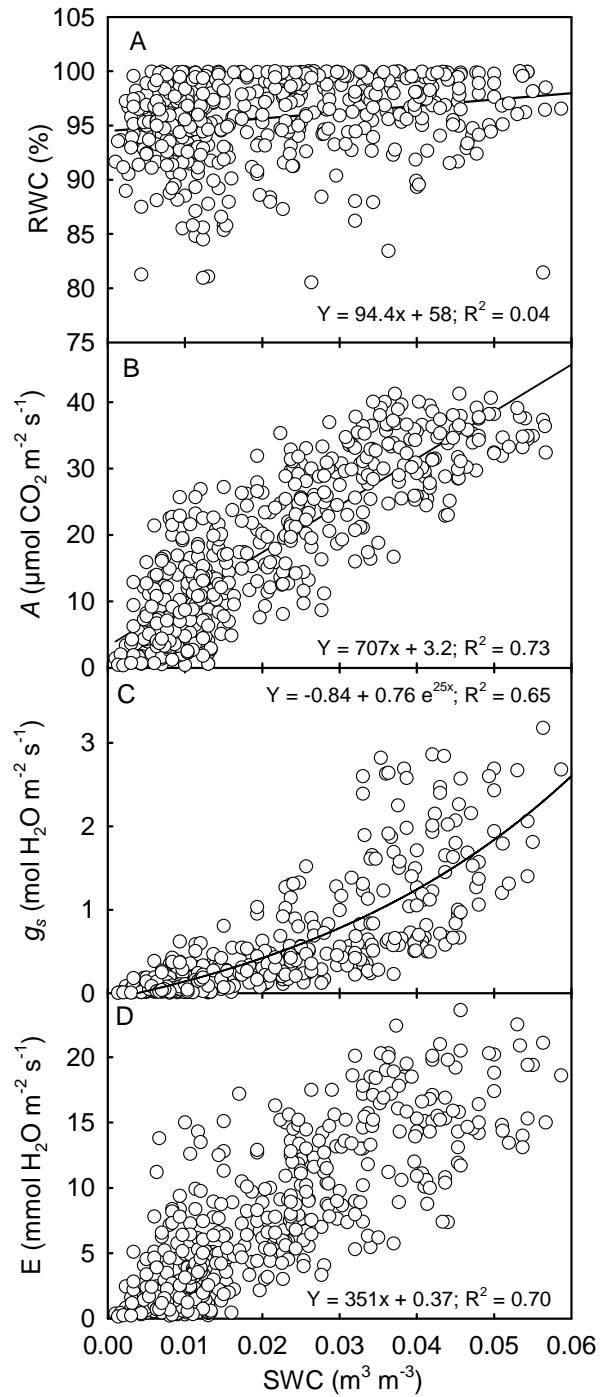 105
A
100
95
90
85
80
75
RWC (%)
Y = 94.4x + 58; R² = 0.04
B
40
30
20
10
0
A (µmol CO₂ m⁻² s⁻¹)
Y = 707x + 3.2; R² = 0.73
C
Y = -0.84 + 0.76 e²⁵ˣ; R² = 0.65
3
2
1
0
gₛ (mol H₂O m⁻² s⁻¹)
D
20
15
10
5
0
E (mmol H₂O m⁻² s⁻¹)
Y = 351x + 0.37; R² = 0.70
0.00 0.01 0.02 0.03 0.04 0.05 0.06
SWC (m³ m⁻³)